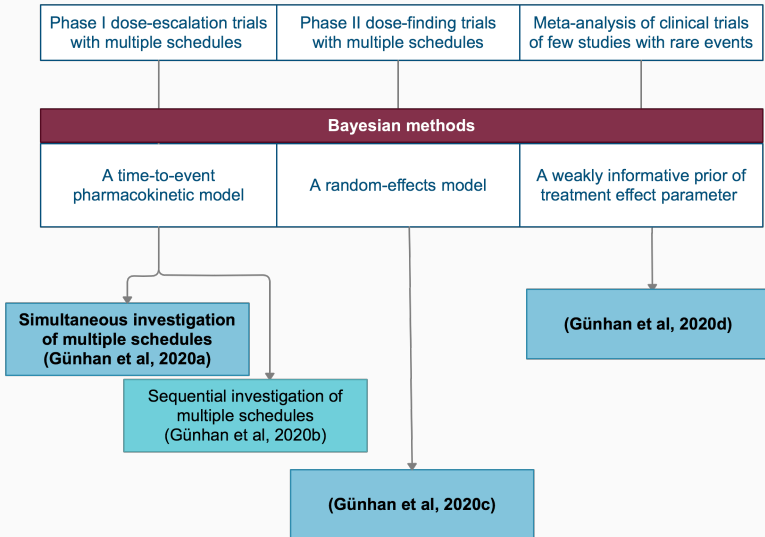 Phase I dose-escalation trials
with multiple schedules
Phase II dose-finding trials
with multiple schedules
Meta-analysis of clinical trials
of few studies with rare events
Bayesian methods
A time-to-event
pharmacokinetic model
A random-effects model
A weakly informative prior of
treatment effect parameter
Simultaneous investigation
of multiple schedules
(Günhan et al, 2020a)
(Günhan et al, 2020d)
Sequential investigation of
multiple schedules
(Günhan et al, 2020b)
(Günhan et al, 2020c)